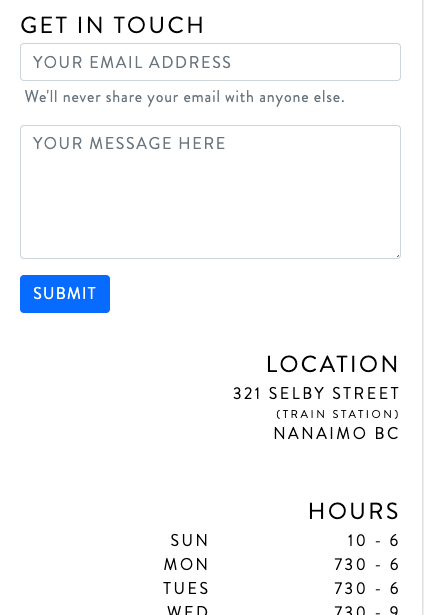 GET IN TOUCH
YOUR EMAIL ADDRESS
We'll never share your email with anyone else.
YOUR MESSAGE HERE
SUBMIT
LOCATION
321 SELBY STREET
(TRAIN STATION)
NANAIMO BC
HOURS
SUN 10 - 6
MON 730 - 6
TUES 730 - 6
WED 730 - 9